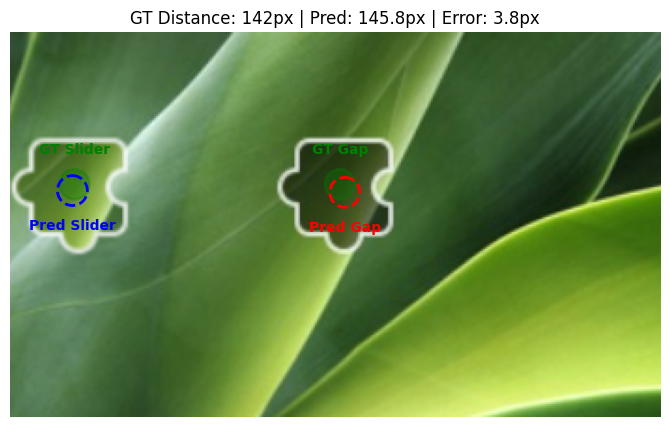 GT Distance: 142px | Pred: 145.8px | Error: 3.8px
GT Slider
GT Gap
Pred Slider
Pred Gap